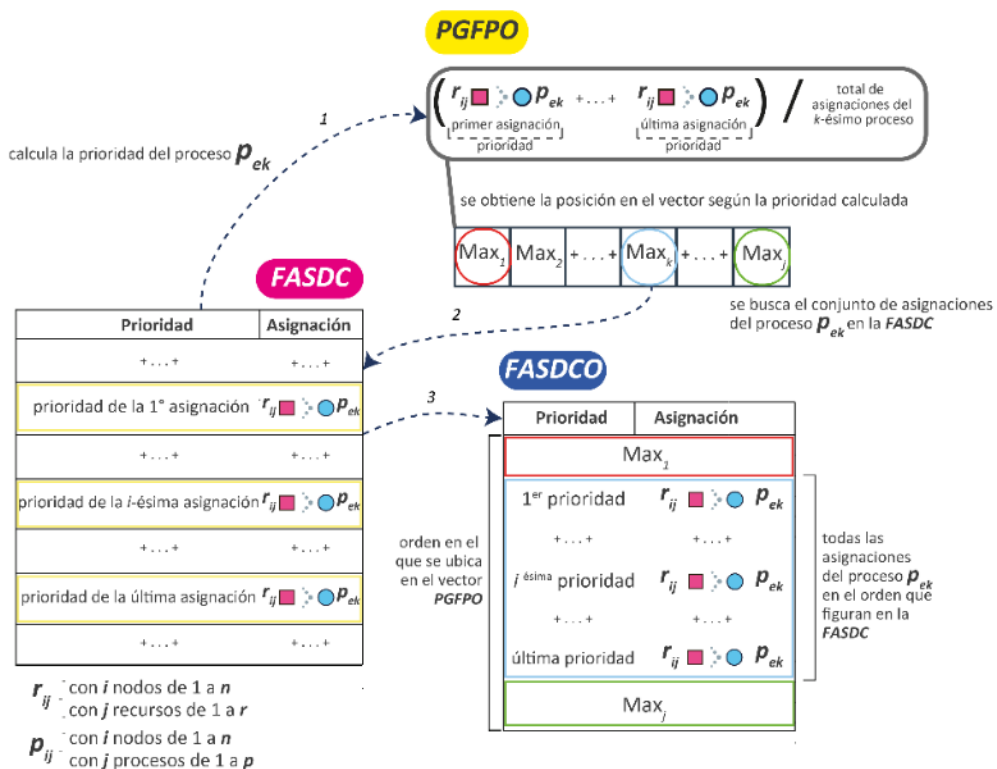 PGFPO
( r_ij p_ek + ... + r_ij p_ek ) /
primer asignación
prioridad
última asignación
prioridad
total de
asignaciones del
k-ésimo proceso
1
calcula la prioridad del proceso p_ek
se obtiene la posición en el vector según la prioridad calculada
Max_1 Max_2 +...+ Max_k +...+ Max_j
se busca el conjunto de asignaciones
del proceso p_ek en la FASDC
2
FASDC
Prioridad Asignación
+...+ +...+
prioridad de la 1° asignación r_ij p_ek
+...+ +...+
prioridad de la i-ésima asignación r_ij p_ek
+...+ +...+
prioridad de la última asignación r_ij p_ek
+...+ +...+
3
FASDCO
Prioridad Asignación
Max_1
1er prioridad r_ij p_ek
+...+ +...+
i ésima prioridad r_ij p_ek
+...+ +...+
última prioridad r_ij p_ek
Max_j
orden en el
que se ubica
en el vector
PGFPO
todas las
asignaciones
del proceso p_ek
en el orden que
figuran en la
FASDC
r_ij con i nodos de 1 a n
con j recursos de 1 a r
p_ij con i nodos de 1 a n
con j procesos de 1 a p